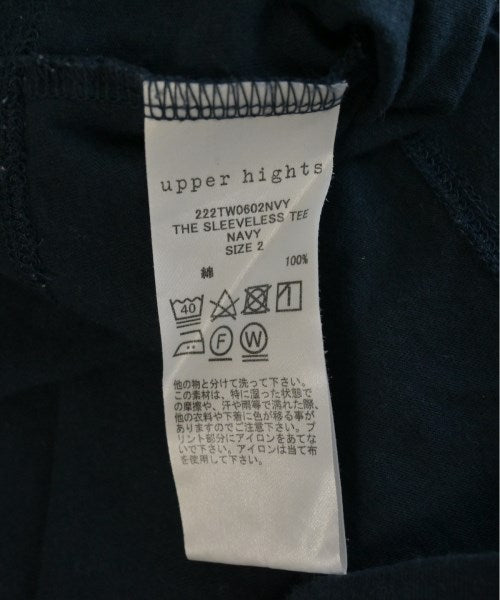 upper hights
222TW0602NVY
THE SLEEVELESS TEE
NAVY
SIZE 2
綿 100%
40
F W
他の物と分けて洗って下さい。
この素材は、特に湿った状態で
の摩擦や、汗や雨等で濡れた際、
他の衣料や下着に色が移る事が
ありますのでご注意下さい。プ
リント部分にアイロンをあてな
いで下さい。アイロンは当て布
を使用して下さい。